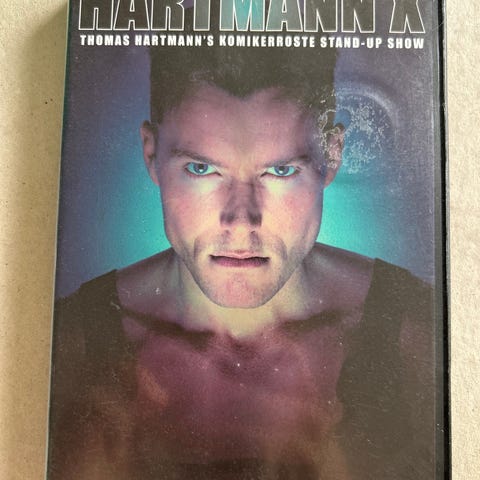 HARTMANN X
THOMAS HARTMANN'S KOMIKERROSTE STAND-UP SHOW